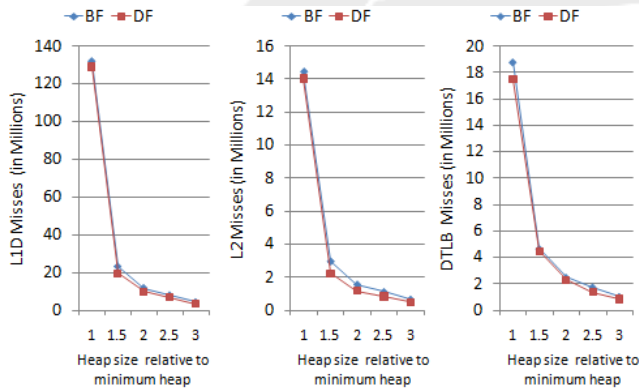 BF DF
L1D Misses (in Millions)
140
120
100
80
60
40
20
0
1 1.5 2 2.5 3
Heap size relative to
minimum heap
BF DF
L2 Misses (in Millions)
16
14
12
10
8
6
4
2
0
1 1.5 2 2.5 3
Heap size relative to
minimum heap
BF DF
DTLB Misses (in Millions)
20
18
16
14
12
10
8
6
4
2
0
1 1.5 2 2.5 3
Heap size relative to
minimum heap